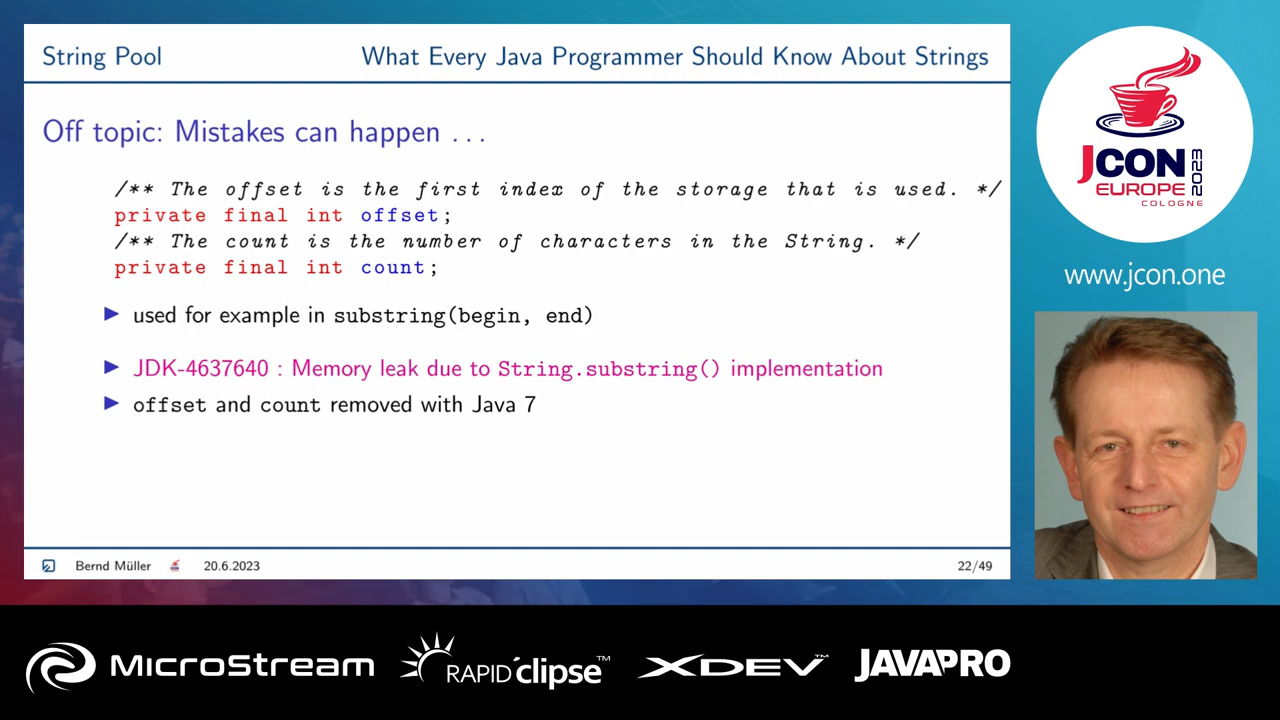 String Pool
What Every Java Programmer Should Know About Strings
Off topic: Mistakes can happen . . .
/** The offset is the first index of the storage that is used. */
private final int offset;
/** The count is the number of characters in the String. */
private final int count;
used for example in substring(begin, end)
JDK-4637640 : Memory leak due to String.substring() implementation
offset and count removed with Java 7
Bernd Müller
20.6.2023
22/49
JCON
EUROPE
COLOGNE
2023
www.jcon.one
MICROSTREAM
RAPIDclipse™
XDEV™
JAVAPRO